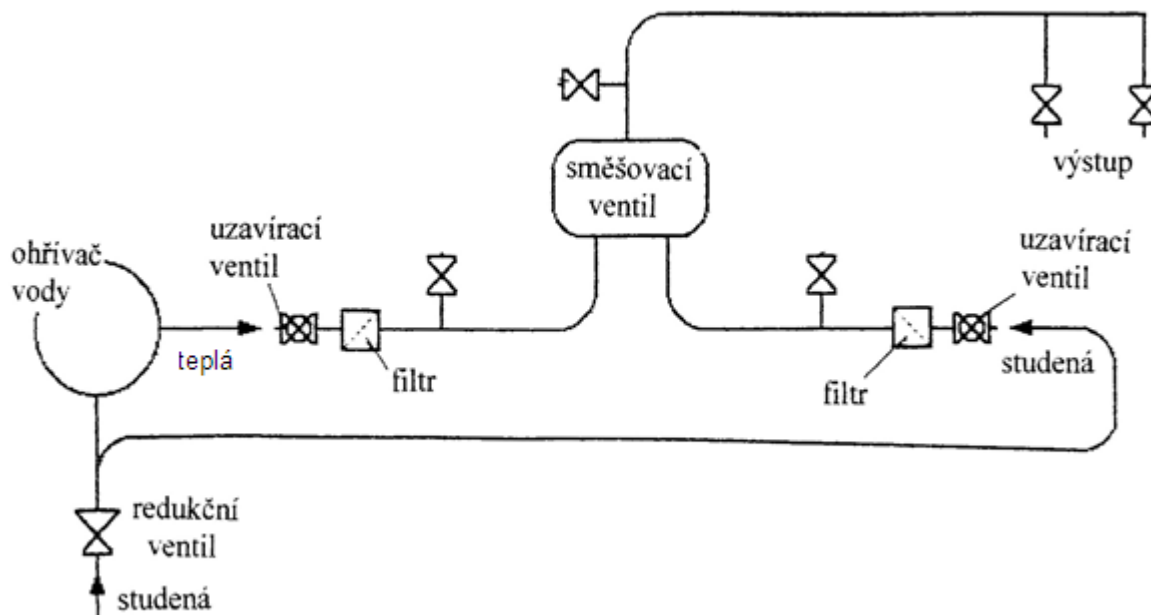 směšovací
ventil
výstup
ohřívač
vody
uzavírací
ventil
uzavírací
ventil
teplá
filtr
filtr
studená
redukční
ventil
studená